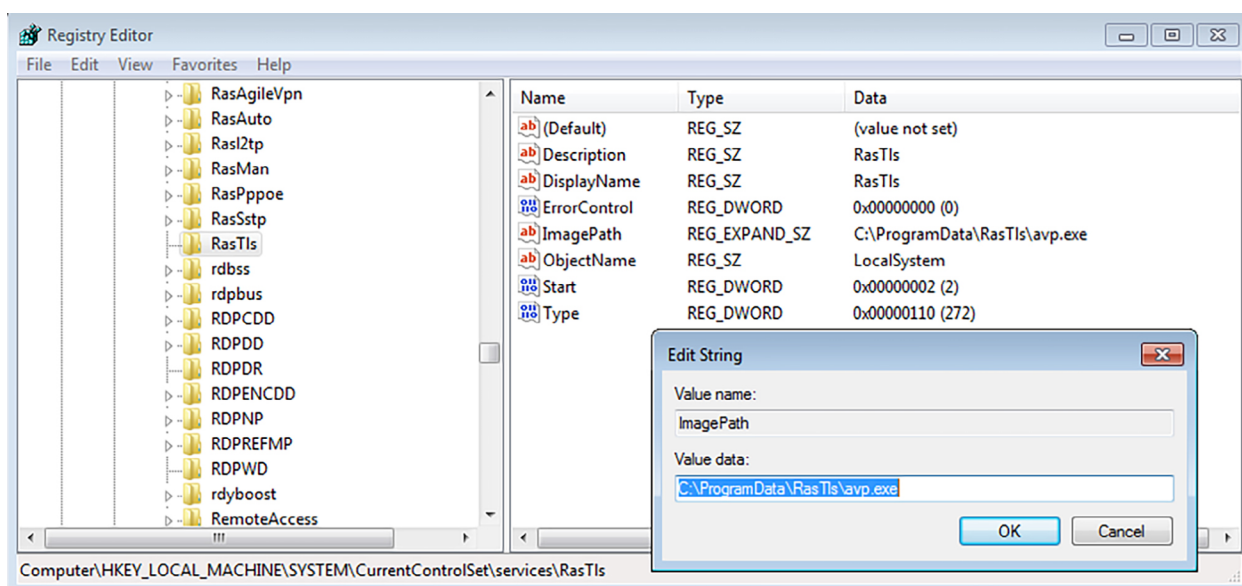 Registry Editor
File Edit View Favorites Help
RasAgileVpn
RasAuto
Rasl2tp
RasMan
RasPppoe
RasSstp
RasTls
rdbss
rdpbus
RDPCDD
RDPDD
RDPDR
RDPENCDD
RDPNP
RDPREFMP
RDPWD
rdyboost
RemoteAccess
Name Type Data
(Default) REG_SZ (value not set)
Description REG_SZ RasTls
DisplayName REG_SZ RasTls
ErrorControl REG_DWORD 0x00000000 (0)
ImagePath REG_EXPAND_SZ C:\ProgramData\RasTls\avp.exe
ObjectName REG_SZ LocalSystem
Start REG_DWORD 0x00000002 (2)
Type REG_DWORD 0x00000110 (272)
Edit String
Value name:
ImagePath
Value data:
C:\ProgramData\RasTls\avp.exe
OK Cancel
Computer\HKEY_LOCAL_MACHINE\SYSTEM\CurrentControlSet\services\RasTls